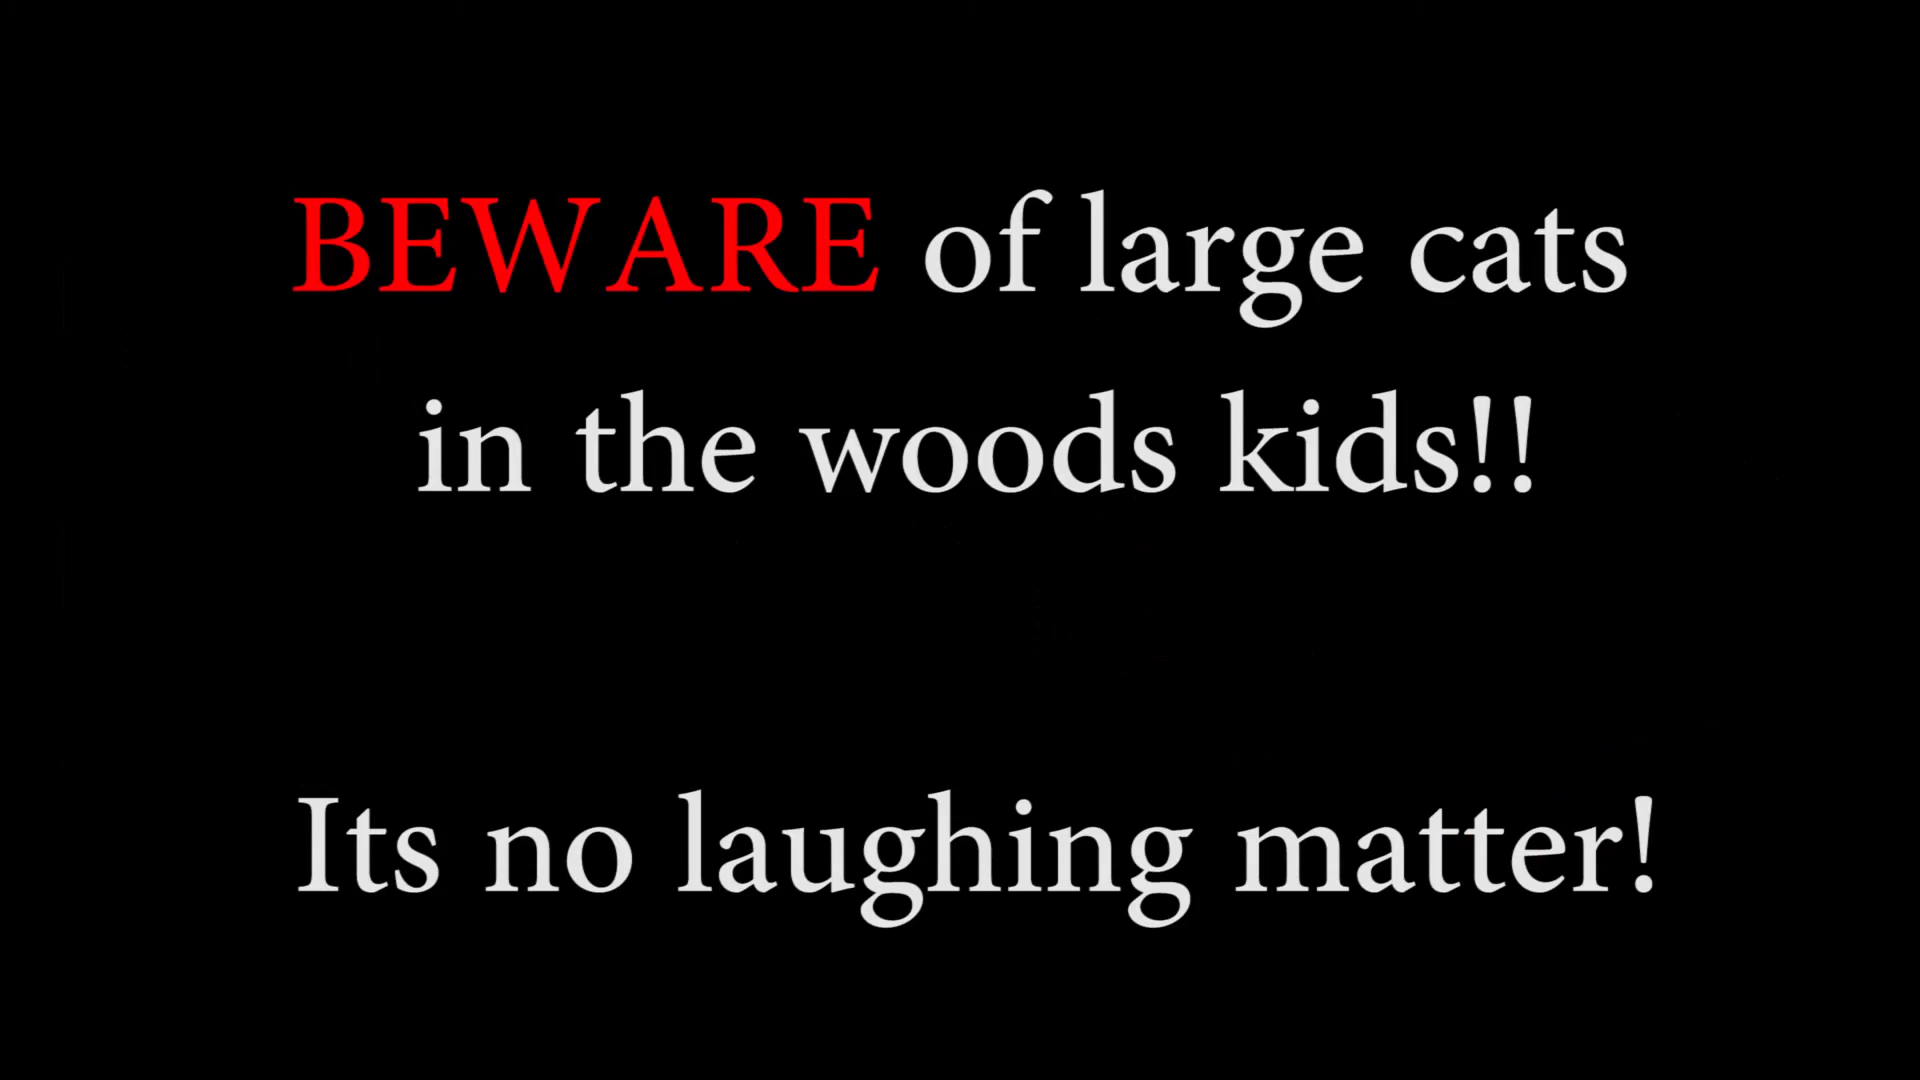 BEWARE of large cats
in the woods kids!!
Its no laughing matter!